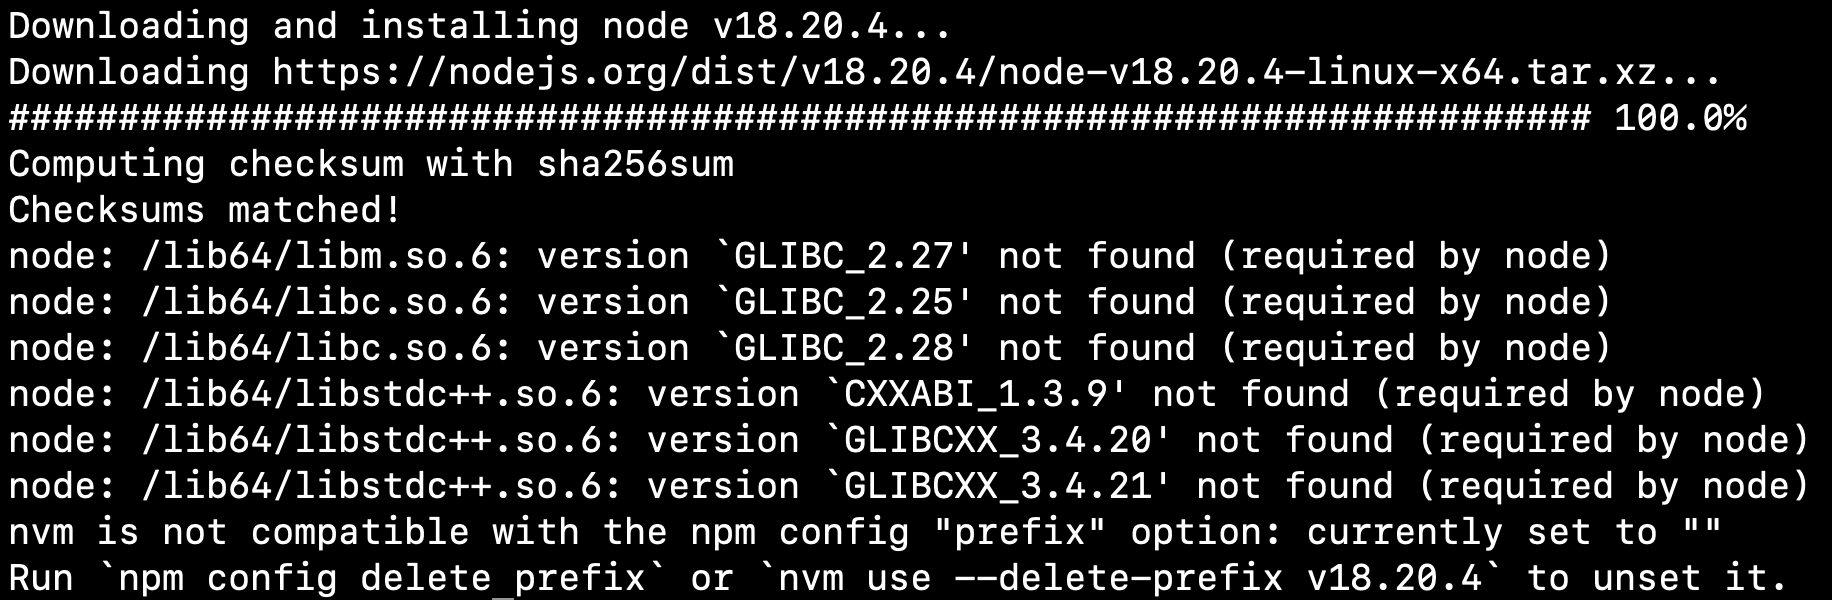 Downloading and installing node v18.20.4...
Downloading https://nodejs.org/dist/v18.20.4/node-v18.20.4-linux-x64.tar.xz...
######################################################################## 100.0%
Computing checksum with sha256sum
Checksums matched!
node: /lib64/libm.so.6: version `GLIBC_2.27' not found (required by node)
node: /lib64/libc.so.6: version `GLIBC_2.25' not found (required by node)
node: /lib64/libc.so.6: version `GLIBC_2.28' not found (required by node)
node: /lib64/libstdc++.so.6: version `CXXABI_1.3.9' not found (required by node)
node: /lib64/libstdc++.so.6: version `GLIBCXX_3.4.20' not found (required by node)
node: /lib64/libstdc++.so.6: version `GLIBCXX_3.4.21' not found (required by node)
nvm is not compatible with the npm config "prefix" option: currently set to ""
Run `npm config delete prefix` or `nvm use --delete-prefix v18.20.4` to unset it.